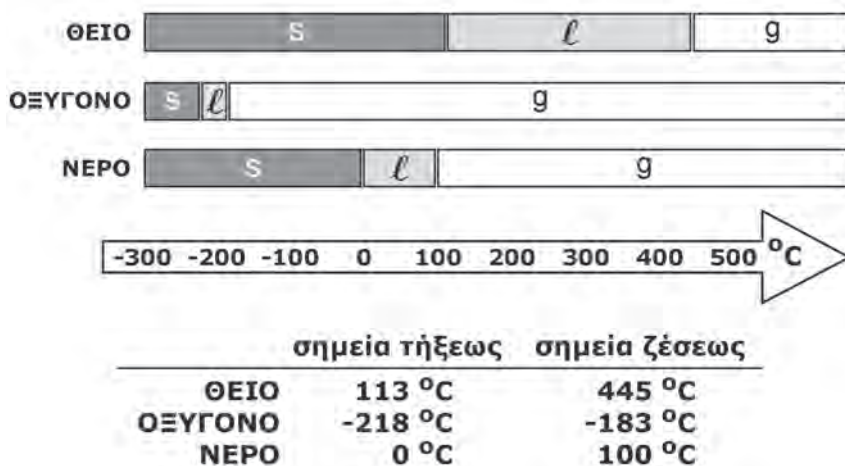 ΘΕΙΟ s ℓ g
ΟΞΥΓΟΝΟ s ℓ g
ΝΕΡΟ s ℓ g
-300 -200 -100 0 100 200 300 400 500 °C
σημεία τήξεως σημεία ζέσεως
ΘΕΙΟ 113 °C 445 °C
ΟΞΥΓΟΝΟ -218 °C -183 °C
ΝΕΡΟ 0 °C 100 °C